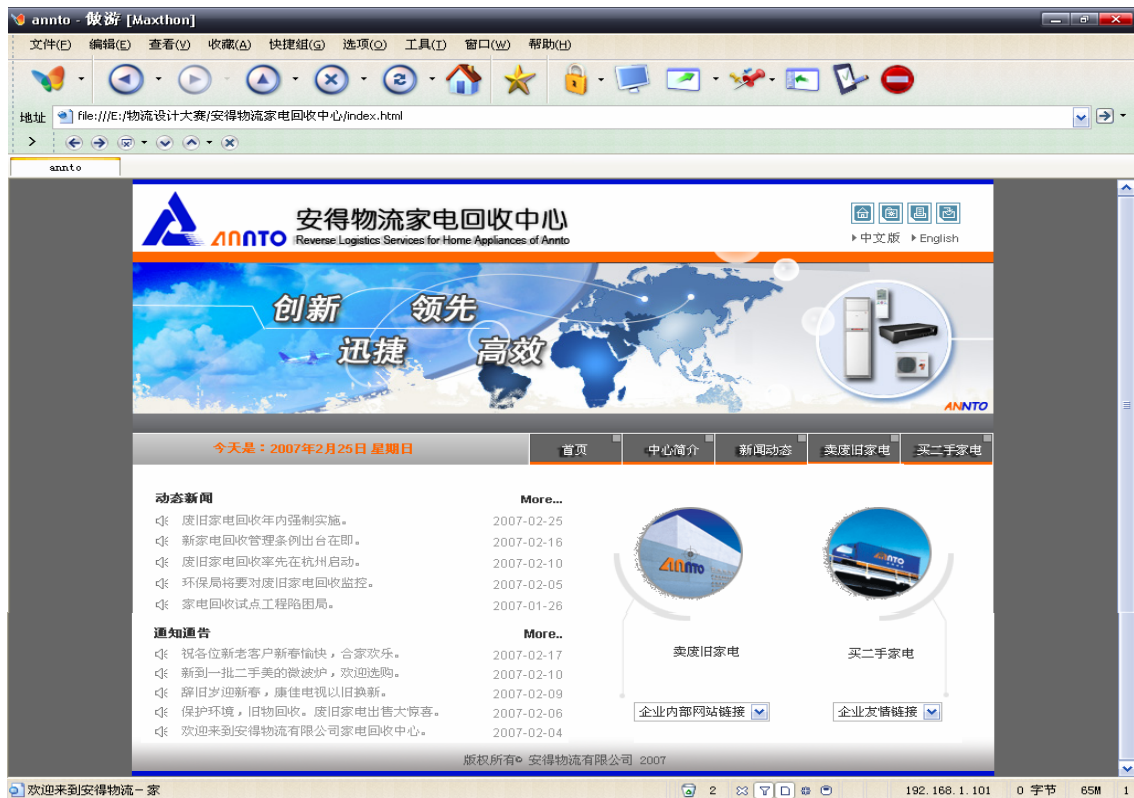 annto - 傲游 [Maxthon]
文件(F) 编辑(E) 查看(V) 收藏(A) 快捷组(G) 选项(O) 工具(T) 窗口(W) 帮助(H)
地址 file:///E:/物流设计大赛/安得物流家电回收中心/index.html
annto
ANNTO 安得物流家电回收中心
Reverse Logistics Services for Home Appliances of Annto
中文版 English
创新 领先
迅捷 高效
ANNTO
今天是：2007年2月25日 星期日 首页 中心简介 新闻动态 卖废旧家电 买二手家电
动态新闻 More...
废旧家电回收年内强制实施。 2007-02-25
新家电回收管理条例出台在即。 2007-02-16
废旧家电回收率先在杭州启动。 2007-02-10
环保局将要对废旧家电回收监控。 2007-02-05
家电回收试点工程陷困局。 2007-01-26
通知通告 More..
祝各位新老客户新春愉快，合家欢乐。 2007-02-17
新到一批二手美的微波炉，欢迎选购。 2007-02-10
辞旧岁迎新春，康佳电视以旧换新。 2007-02-09
保护环境，旧物回收。废旧家电出售大惊喜。 2007-02-06
欢迎来到安得物流有限公司家电回收中心。 2007-02-04
ANNTO
ANNTO
卖废旧家电 买二手家电
企业内部网站链接 企业友情链接
版权所有© 安得物流有限公司 2007
欢迎来到安得物流－家 2 192.168.1.101 0 字节 65M 1